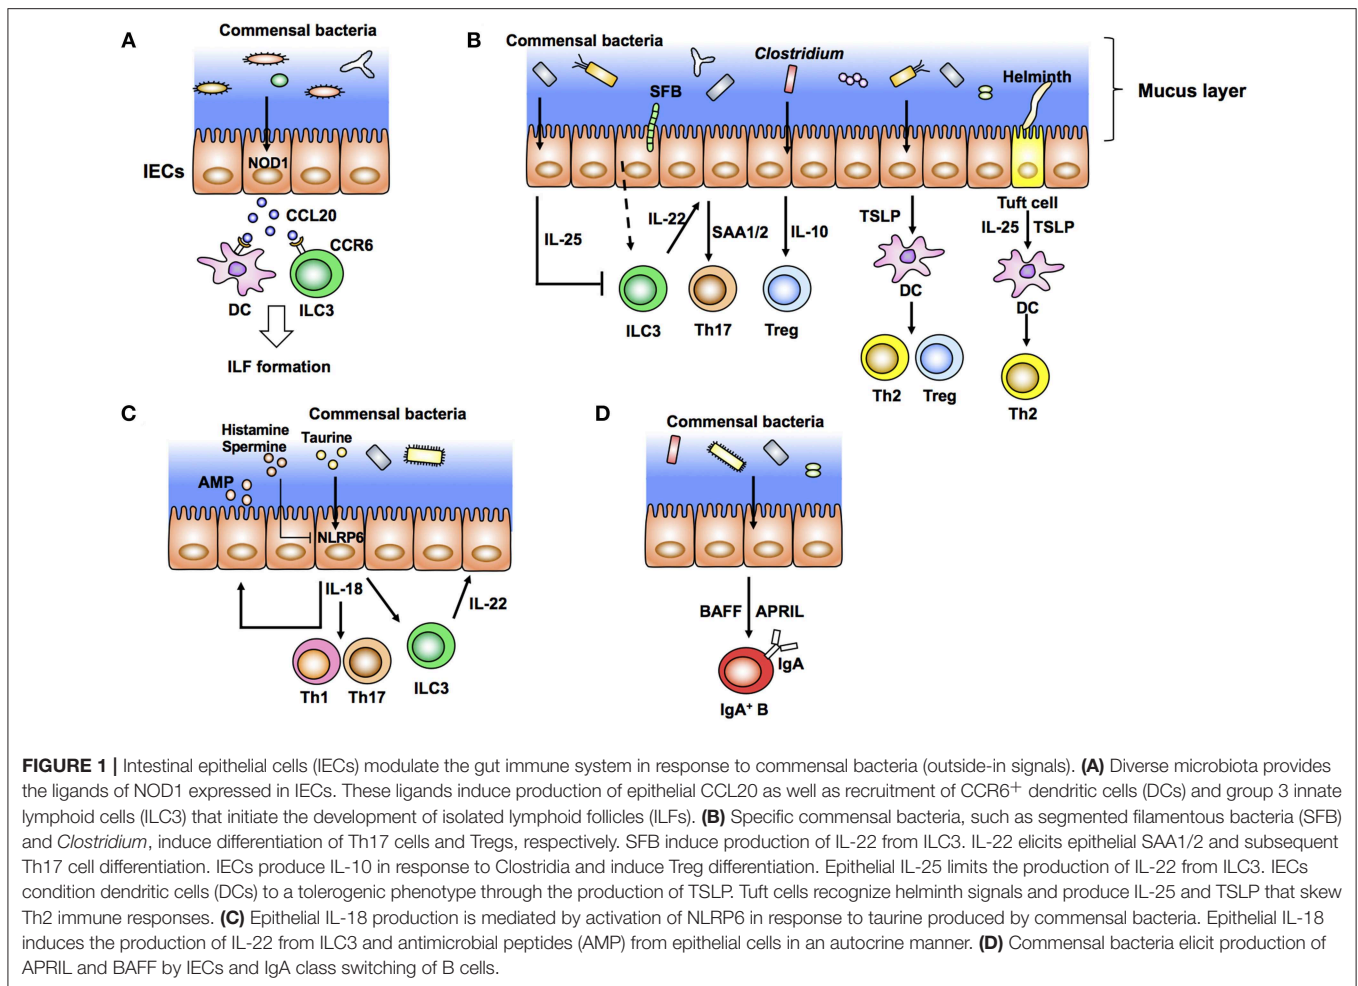 A
Commensal bacteria
NOD1
IECs
CCL20
CCR6
DC
ILC3
ILF formation
B
Commensal bacteria
Clostridium
SFB
Helminth
Mucus layer
Tuft cell
IL-25
IL-22
SAA1/2
IL-10
TSLP
IL-25
TSLP
ILC3
Th17
Treg
DC
DC
Th2
Treg
Th2
C
Commensal bacteria
Histamine
Spermine
Taurine
AMP
NLRP6
IL-18
IL-22
Th1
Th17
ILC3
D
Commensal bacteria
BAFF
APRIL
IgA
IgA⁺ B
FIGURE 1 | Intestinal epithelial cells (IECs) modulate the gut immune system in response to commensal bacteria (outside-in signals). (A) Diverse microbiota provides
the ligands of NOD1 expressed in IECs. These ligands induce production of epithelial CCL20 as well as recruitment of CCR6⁺ dendritic cells (DCs) and group 3 innate
lymphoid cells (ILC3) that initiate the development of isolated lymphoid follicles (ILFs). (B) Specific commensal bacteria, such as segmented filamentous bacteria (SFB)
and Clostridium, induce differentiation of Th17 cells and Tregs, respectively. SFB induce production of IL-22 from ILC3. IL-22 elicits epithelial SAA1/2 and subsequent
Th17 cell differentiation. IECs produce IL-10 in response to Clostridia and induce Treg differentiation. Epithelial IL-25 limits the production of IL-22 from ILC3. IECs
condition dendritic cells (DCs) to a tolerogenic phenotype through the production of TSLP. Tuft cells recognize helminth signals and produce IL-25 and TSLP that skew
Th2 immune responses. (C) Epithelial IL-18 production is mediated by activation of NLRP6 in response to taurine produced by commensal bacteria. Epithelial IL-18
induces the production of IL-22 from ILC3 and antimicrobial peptides (AMP) from epithelial cells in an autocrine manner. (D) Commensal bacteria elicit production of
APRIL and BAFF by IECs and IgA class switching of B cells.